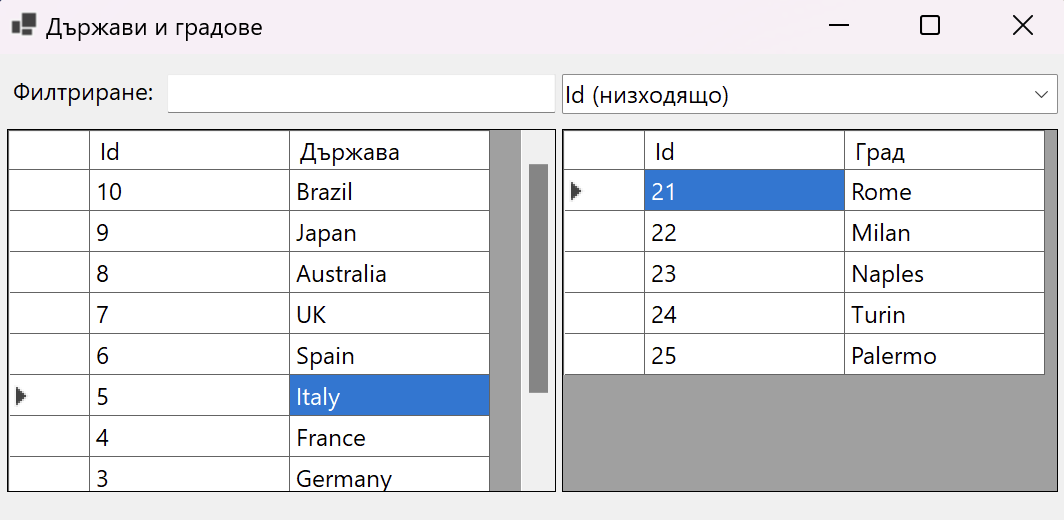 Държави и градове
Филтриране: Id (низходящо)
Id Държава
10 Brazil
9 Japan
8 Australia
7 UK
6 Spain
5 Italy
4 France
3 Germany
Id Град
21 Rome
22 Milan
23 Naples
24 Turin
25 Palermo